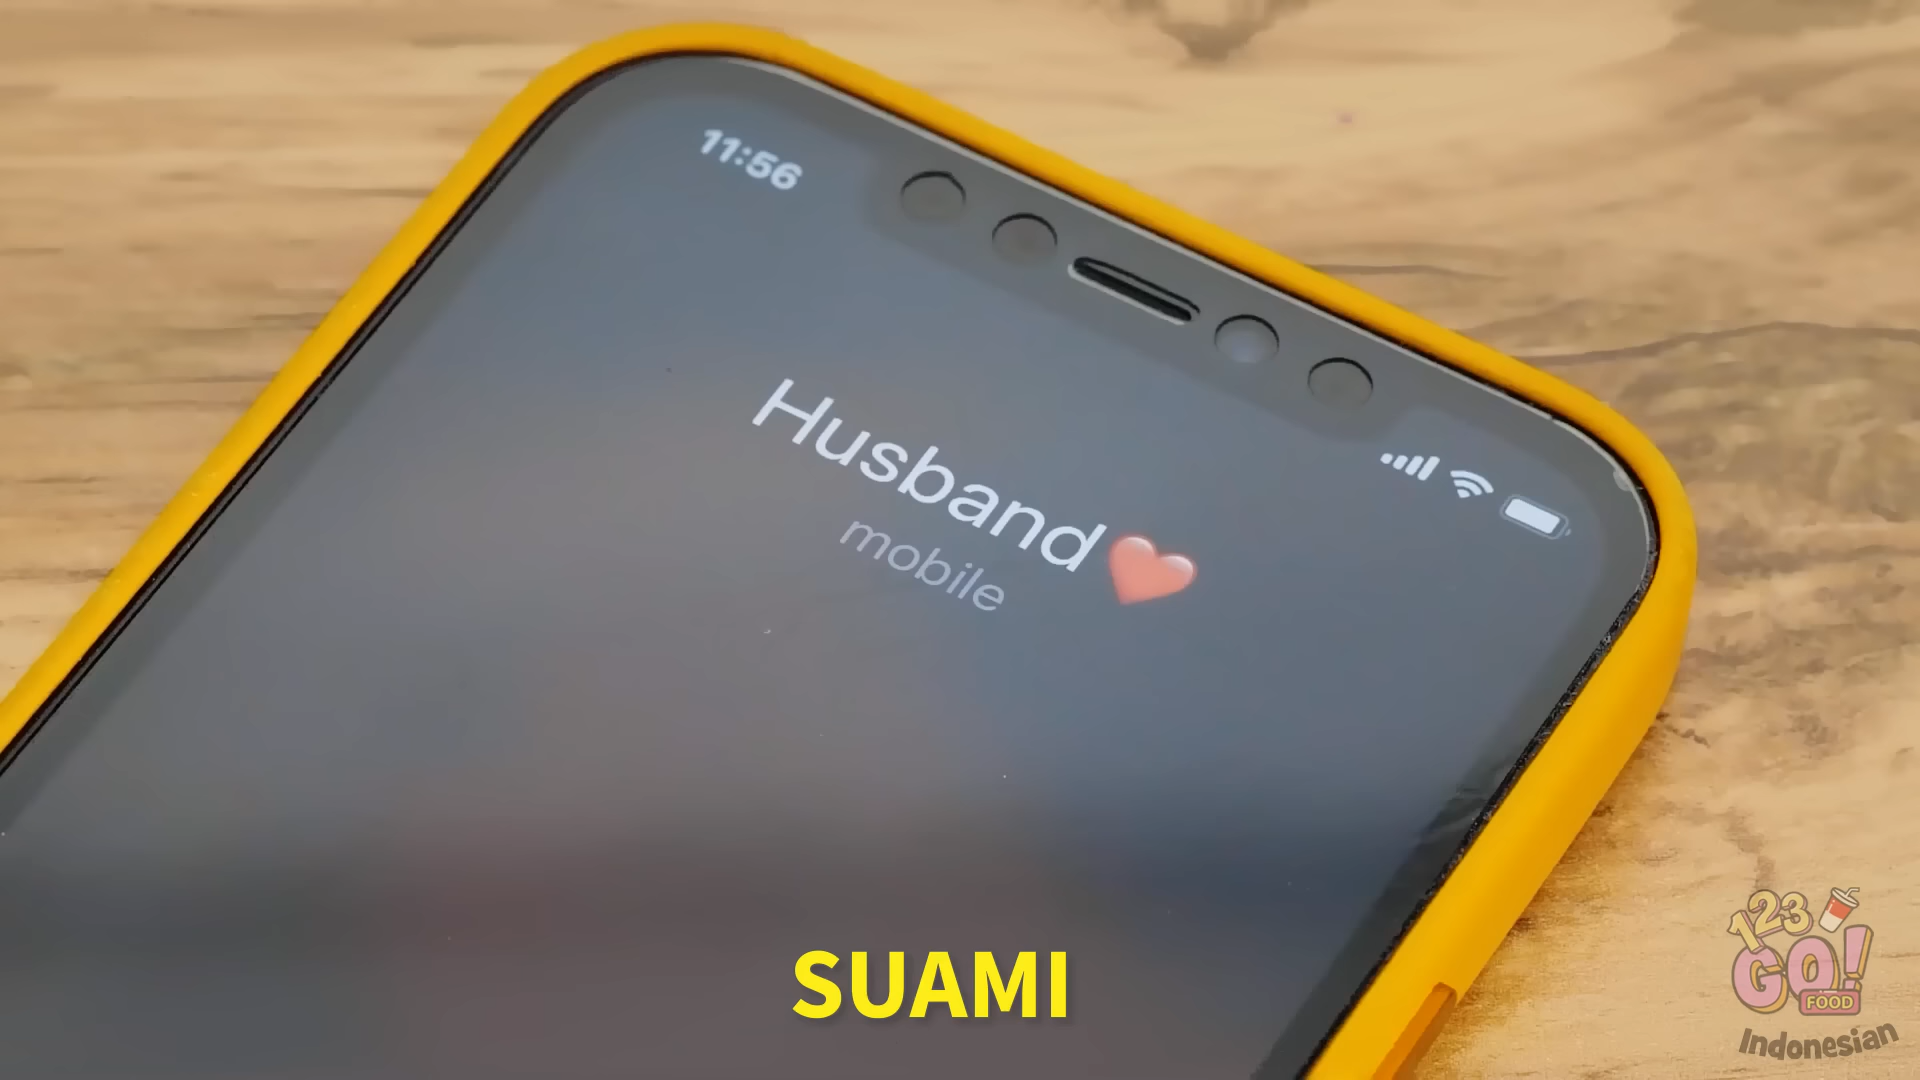 11:56
Husband❤️
mobile
SUAMI
123
GO!
FOOD
Indonesian